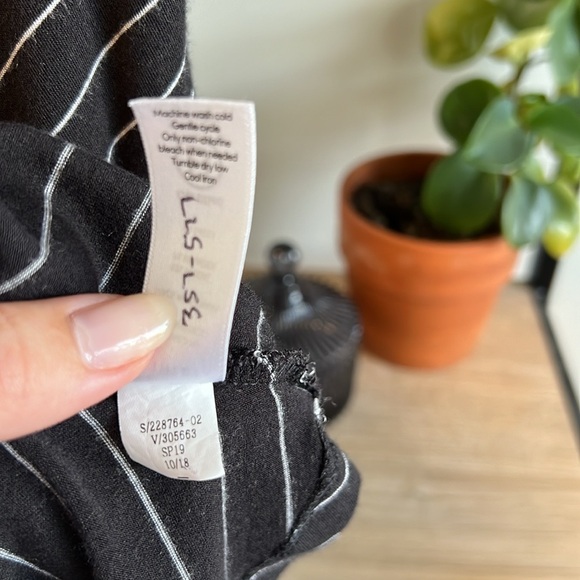 Machine wash cold
Gentle cycle
Only non-chlorine
bleach when needed
Tumble dry low
Cool Iron
357-527
S/228764-02
V/305663
SP19
10/18